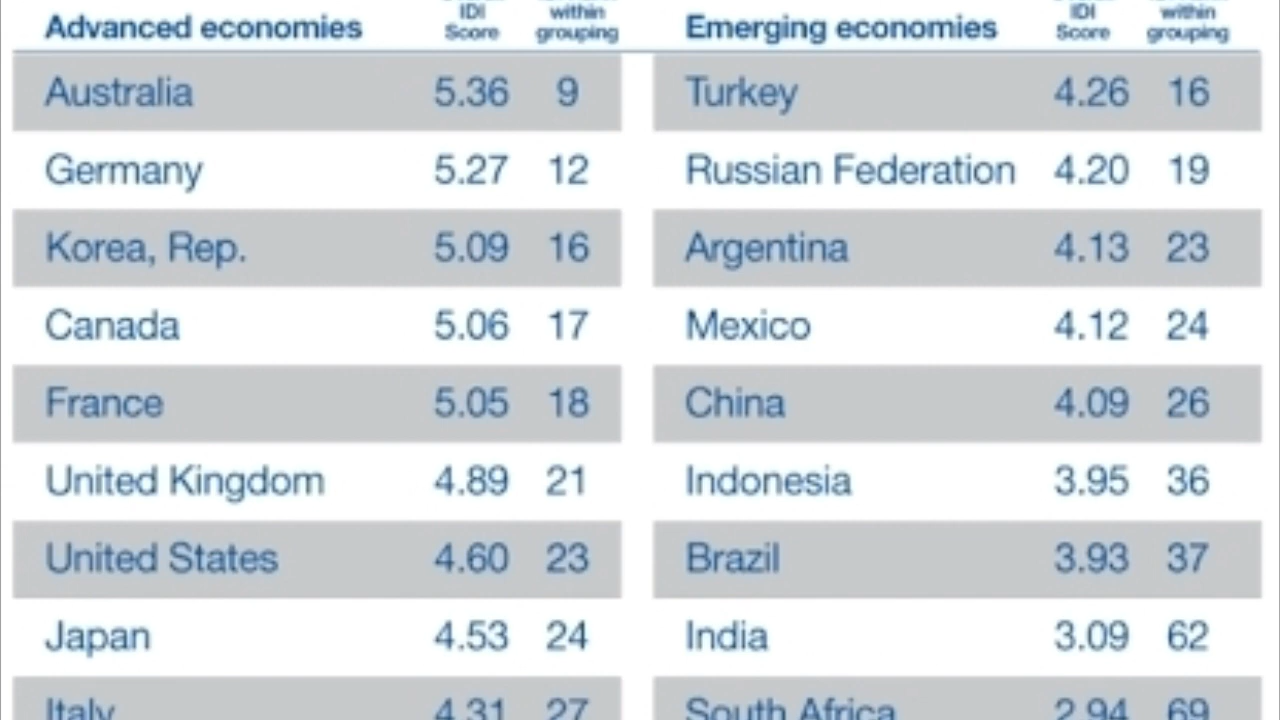 Advanced economies IDI Score within grouping Emerging economies IDI Score within grouping
Australia 5.36 9 Turkey 4.26 16
Germany 5.27 12 Russian Federation 4.20 19
Korea, Rep. 5.09 16 Argentina 4.13 23
Canada 5.06 17 Mexico 4.12 24
France 5.05 18 China 4.09 26
United Kingdom 4.89 21 Indonesia 3.95 36
United States 4.60 23 Brazil 3.93 37
Japan 4.53 24 India 3.09 62
Italy 4.31 27 South Africa 2.94 69